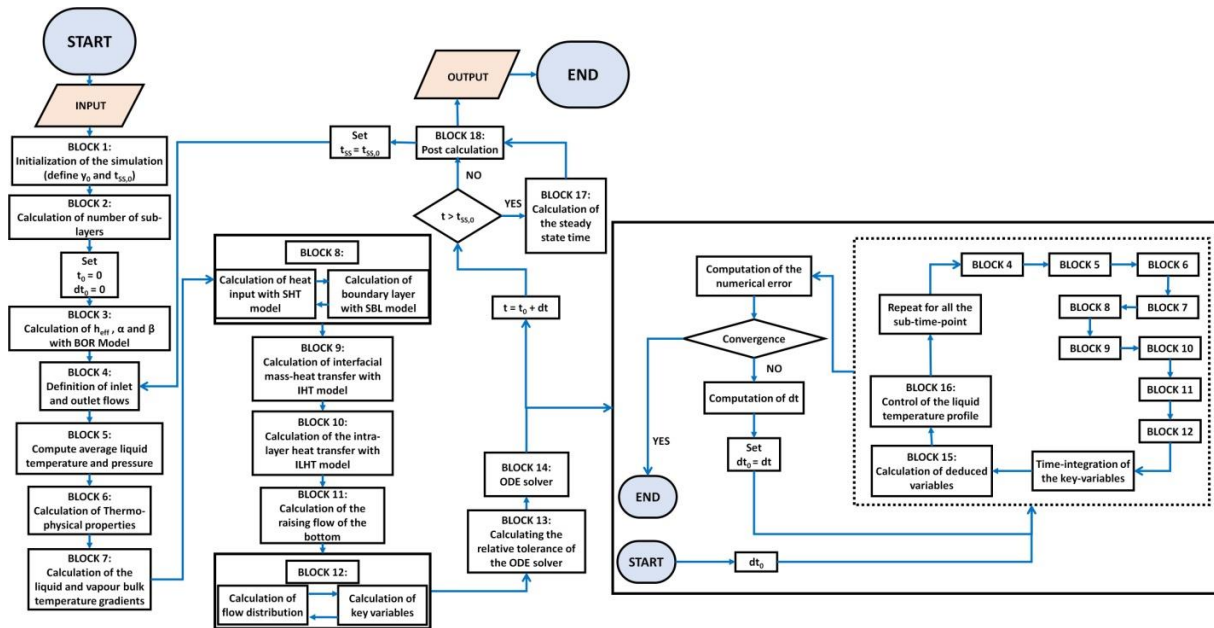 START
INPUT
BLOCK 1:
Initialization of the simulation
(define y₀ and tSS,0)
BLOCK 2:
Calculation of number of sub-
layers
Set
t₀ = 0
dt₀ = 0
BLOCK 3:
Calculation of heff , α and β
with BOR Model
BLOCK 4:
Definition of inlet
and outlet flows
BLOCK 5:
Compute average liquid
temperature and pressure
BLOCK 6:
Calculation of Thermo-
physical properties
BLOCK 7:
Calculation of the
liquid and vapour bulk
temperature gradients
BLOCK 8:
Calculation of heat
input with SHT
model
Calculation of
boundary layer
with SBL model
BLOCK 9:
Calculation of interfacial
mass-heat transfer with
IHT model
BLOCK 10:
Calculation of the intra-
layer heat transfer with
ILHT model
BLOCK 11:
Calculation of the
raising flow of the
bottom
BLOCK 12:
Calculation of
flow distribution
Calculation of
key variables
BLOCK 13:
Calculating the
relative tolerance of
the ODE solver
BLOCK 14:
ODE solver
t = t₀ + dt
t > tSS,0
YES
NO
BLOCK 17:
Calculation of
the steady
state time
BLOCK 18:
Post calculation
Set
tSS = tSS,0
OUTPUT
END
START
dt₀
Computation of the
numerical error
Convergence
NO
YES
Computation of dt
Set
dt₀ = dt
END
Repeat for all the
sub-time-point
BLOCK 4
BLOCK 5
BLOCK 6
BLOCK 7
BLOCK 8
BLOCK 9
BLOCK 10
BLOCK 11
BLOCK 12
Time-integration of
the key-variables
BLOCK 15:
Calculation of deduced
variables
BLOCK 16:
Control of the liquid
temperature profile